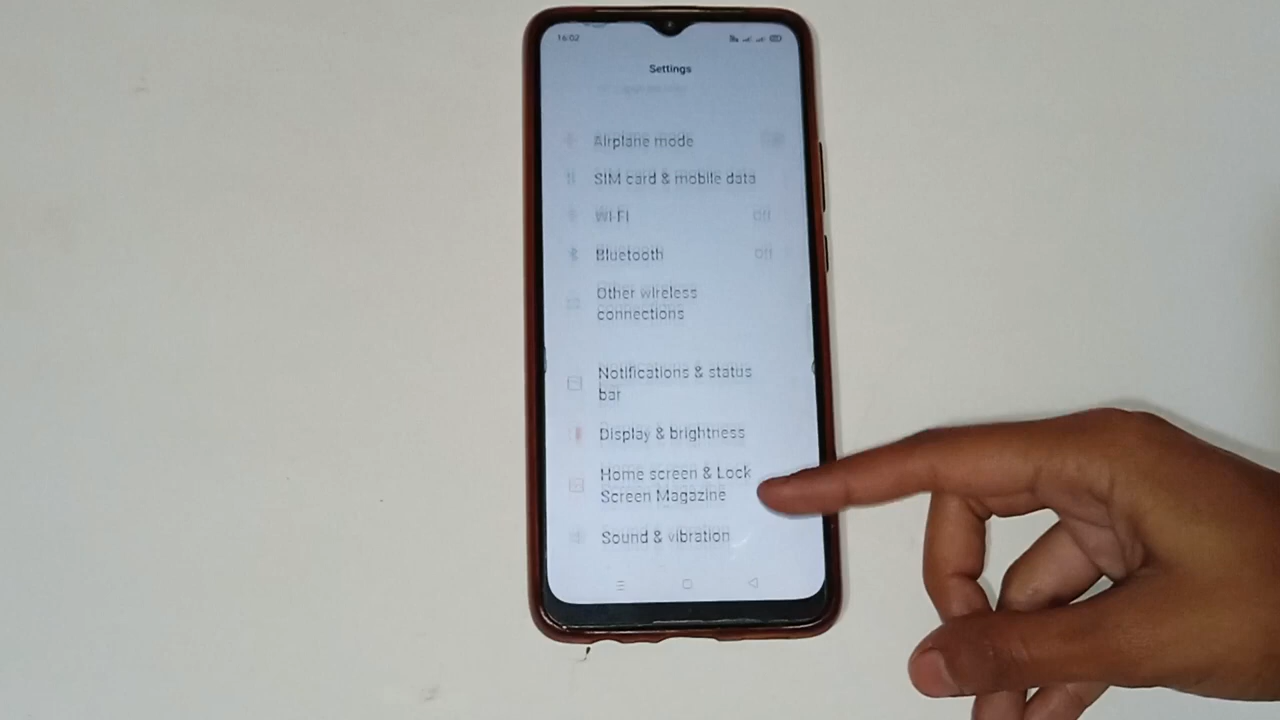 16:02
Settings
Airplane mode
SIM card & mobile data
Wi-Fi Off
Bluetooth Off
Other wireless
connections
Notifications & status
bar
Display & brightness
Home screen & Lock
Screen Magazine
Sound & vibration